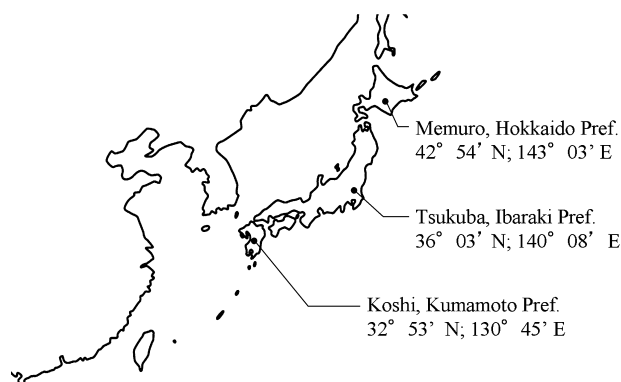 Memuro, Hokkaido Pref.
42° 54’ N; 143° 03’ E
Tsukuba, Ibaraki Pref.
36° 03’ N; 140° 08’ E
Koshi, Kumamoto Pref.
32° 53’ N; 130° 45’ E